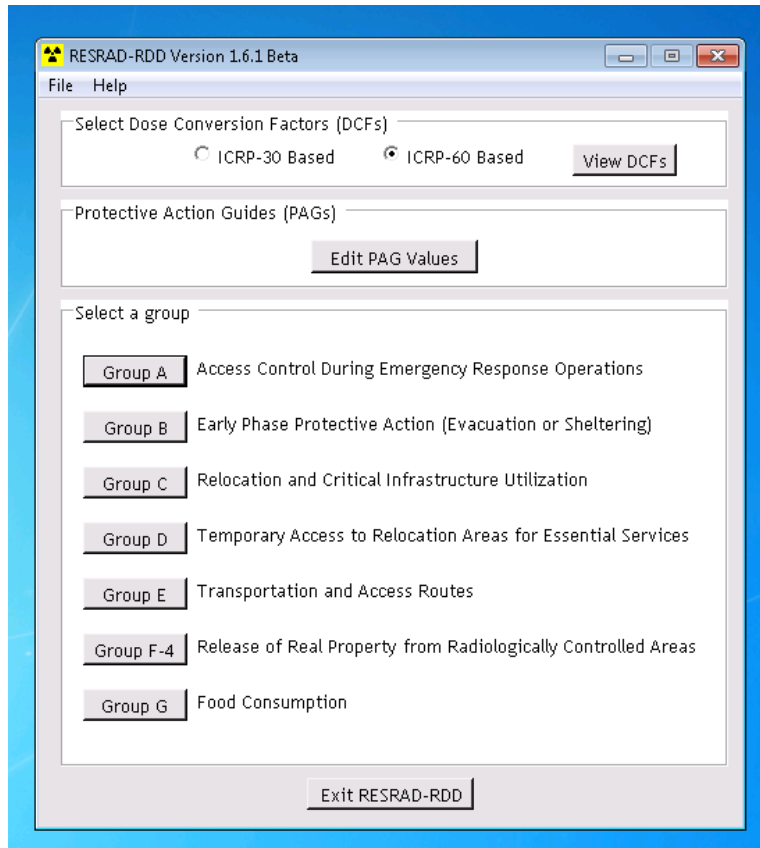 RESRAD-RDD Version 1.6.1 Beta
File Help
Select Dose Conversion Factors (DCFs)
ICRP-30 Based ICRP-60 Based View DCFs
Protective Action Guides (PAGs)
Edit PAG Values
Select a group
Group A Access Control During Emergency Response Operations
Group B Early Phase Protective Action (Evacuation or Sheltering)
Group C Relocation and Critical Infrastructure Utilization
Group D Temporary Access to Relocation Areas for Essential Services
Group E Transportation and Access Routes
Group F-4 Release of Real Property from Radiologically Controlled Areas
Group G Food Consumption
Exit RESRAD-RDD